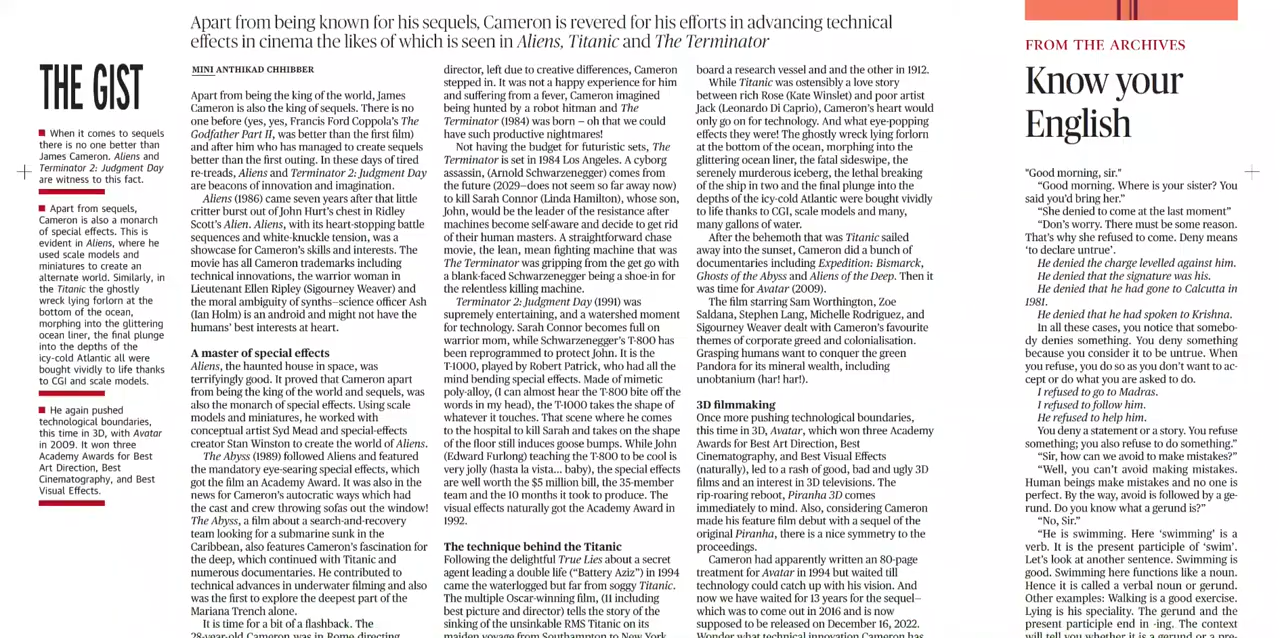 Apart from being known for his sequels, Cameron is revered for his efforts in advancing technical
effects in cinema the likes of which is seen in Aliens, Titanic and The Terminator
THE GIST
When it comes to sequels
there is no one better than
James Cameron. Aliens and
Terminator 2: Judgment Day
are witness to this fact.
Apart from sequels,
Cameron is also a monarch
of special effects. This is
evident in Aliens, where he
used scale models and
miniatures to create an
alternate world. Similarly, in
the Titanic the ghostly
wreck lying forlorn at the
bottom of the ocean,
morphing into the glittering
ocean liner, the final plunge
into the depths of the
icy-cold Atlantic all were
bought vividly to life thanks
to CGI and scale models.
He again pushed
technological boundaries,
this time in 3D, with Avatar
in 2009. It won three
Academy Awards for Best
Art Direction, Best
Cinematography, and Best
Visual Effects.
MINI ANTHIKAD CHHIBBER
Apart from being the king of the world, James
Cameron is also the king of sequels. There is no
one before (yes, yes, Francis Ford Coppola's The
Godfather Part II, was better than the first film)
and after him who has managed to create sequels
better than the first outing. In these days of tired
re-treads, Aliens and Terminator 2: Judgment Day
are beacons of innovation and imagination.
Aliens (1986) came seven years after that little
critter burst out of John Hurt's chest in Ridley
Scott's Alien. Aliens, with its heart-stopping battle
sequences and white-knuckle tension, was a
showcase for Cameron's skills and interests. The
movie has all Cameron trademarks including
technical innovations, the warrior woman in
Lieutenant Ellen Ripley (Sigourney Weaver) and
the moral ambiguity of synths—science officer Ash
(Ian Holm) is an android and might not have the
humans' best interests at heart.
A master of special effects
Aliens, the haunted house in space, was
terrifyingly good. It proved that Cameron apart
from being the king of the world and sequels, was
also the monarch of special effects. Using scale
models and miniatures, he worked with
conceptual artist Syd Mead and special-effects
creator Stan Winston to create the world of Aliens.
The Abyss (1989) followed Aliens and featured
the mandatory eye-searing special effects, which
got the film an Academy Award. It was also in the
news for Cameron's autocratic ways which had
the cast and crew throwing sofas out the window!
The Abyss, a film about a search-and-recovery
team looking for a submarine sunk in the
Caribbean, also features Cameron's fascination for
the deep, which continued with Titanic and
numerous documentaries. He contributed to
technical advances in underwater filming and also
was the first to explore the deepest part of the
Mariana Trench alone.
It is time for a bit of a flashback. The
28-year-old Cameron was in Rome directing
director, left due to creative differences, Cameron
stepped in. It was not a happy experience for him
and suffering from a fever, Cameron imagined
being hunted by a robot hitman and The
Terminator (1984) was born — oh that we could
have such productive nightmares!
Not having the budget for futuristic sets, The
Terminator is set in 1984 Los Angeles. A cyborg
assassin, (Arnold Schwarzenegger) comes from
the future (2029—does not seem so far away now)
to kill Sarah Connor (Linda Hamilton), whose son,
John, would be the leader of the resistance after
machines become self-aware and decide to get rid
of their human masters. A straightforward chase
movie, the lean, mean fighting machine that was
The Terminator was gripping from the get go with
a blank-faced Schwarzenegger being a shoe-in for
the relentless killing machine.
Terminator 2: Judgment Day (1991) was
supremely entertaining, and a watershed moment
for technology. Sarah Connor becomes full on
warrior mom, while Schwarzenegger's T-800 has
been reprogrammed to protect John. It is the
T-1000, played by Robert Patrick, who had all the
mind bending special effects. Made of mimetic
poly-alloy, (I can almost hear the T-800 bite off the
words in my head), the T-1000 takes the shape of
whatever it touches. That scene where he comes
to the hospital to kill Sarah and takes on the shape
of the floor still induces goose bumps. While John
(Edward Furlong) teaching the T-800 to be cool is
very jolly (hasta la vista... baby), the special effects
are well worth the $5 million bill, the 35-member
team and the 10 months it took to produce. The
visual effects naturally got the Academy Award in
1992.
The technique behind the Titanic
Following the delightful True Lies about a secret
agent leading a double life ("Battery Aziz") in 1994
came the waterlogged but far from soggy Titanic.
The multiple Oscar-winning film, (11 including
best picture and director) tells the story of the
sinking of the unsinkable RMS Titanic on its
maiden voyage from Southampton to New York
board a research vessel and and the other in 1912.
While Titanic was ostensibly a love story
between rich Rose (Kate Winslet) and poor artist
Jack (Leonardo Di Caprio), Cameron's heart would
only go on for technology. And what eye-popping
effects they were! The ghostly wreck lying forlorn
at the bottom of the ocean, morphing into the
glittering ocean liner, the fatal sideswipe, the
serenely murderous iceberg, the lethal breaking
of the ship in two and the final plunge into the
depths of the icy-cold Atlantic were bought vividly
to life thanks to CGI, scale models and many,
many gallons of water.
After the behemoth that was Titanic sailed
away into the sunset, Cameron did a bunch of
documentaries including Expedition: Bismarck,
Ghosts of the Abyss and Aliens of the Deep. Then it
was time for Avatar (2009).
The film starring Sam Worthington, Zoe
Saldana, Stephen Lang, Michelle Rodriguez, and
Sigourney Weaver dealt with Cameron's favourite
themes of corporate greed and colonialisation.
Grasping humans want to conquer the green
Pandora for its mineral wealth, including
unobtanium (har! har!).
3D filmmaking
Once more pushing technological boundaries,
this time in 3D, Avatar, which won three Academy
Awards for Best Art Direction, Best
Cinematography, and Best Visual Effects
(naturally), led to a rash of good, bad and ugly 3D
films and an interest in 3D televisions. The
rip-roaring reboot, Piranha 3D comes
immediately to mind. Also, considering Cameron
made his feature film debut with a sequel of the
original Piranha, there is a nice symmetry to the
proceedings.
Cameron had apparently written an 80-page
treatment for Avatar in 1994 but waited till
technology could catch up with his vision. And
now we have waited for 13 years for the sequel—
which was to come out in 2016 and is now
supposed to be released on December 16, 2022.
Wonder what technical innovation Cameron has
FROM THE ARCHIVES
Know your
English
"Good morning, sir."
"Good morning. Where is your sister? You
said you'd bring her."
"She denied to come at the last moment"
"Don't worry. There must be some reason.
That's why she refused to come. Deny means
'to declare untrue'.
He denied the charge levelled against him.
He denied that the signature was his.
He denied that he had gone to Calcutta in
1981.
He denied that he had spoken to Krishna.
In all these cases, you notice that somebo-
dy denies something. You deny something
because you consider it to be untrue. When
you refuse, you do so as you don't want to ac-
cept or do what you are asked to do.
I refused to go to Madras.
I refused to follow him.
He refused to help him.
You deny a statement or a story. You refuse
something; you also refuse to do something."
"Sir, how can we avoid to make mistakes?"
"Well, you can't avoid making mistakes.
Human beings make mistakes and no one is
perfect. By the way, avoid is followed by a ge-
rund. Do you know what a gerund is?"
"No, Sir."
"He is swimming. Here 'swimming' is a
verb. It is the present participle of 'swim'.
Let's look at another sentence. Swimming is
good. Swimming here functions like a noun.
Hence it is called a verbal noun or gerund.
Other examples: Walking is a good exercise.
Lying is his speciality. The gerund and the
present participle end in -ing. The context
will tell you whether it is a gerund or a pre-